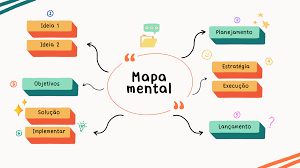 Ideia 1
Ideia 2
Objetivos
Solução
Implementar
Mapa
mental
Planejamento
Estratégia
Execução
Lançamento